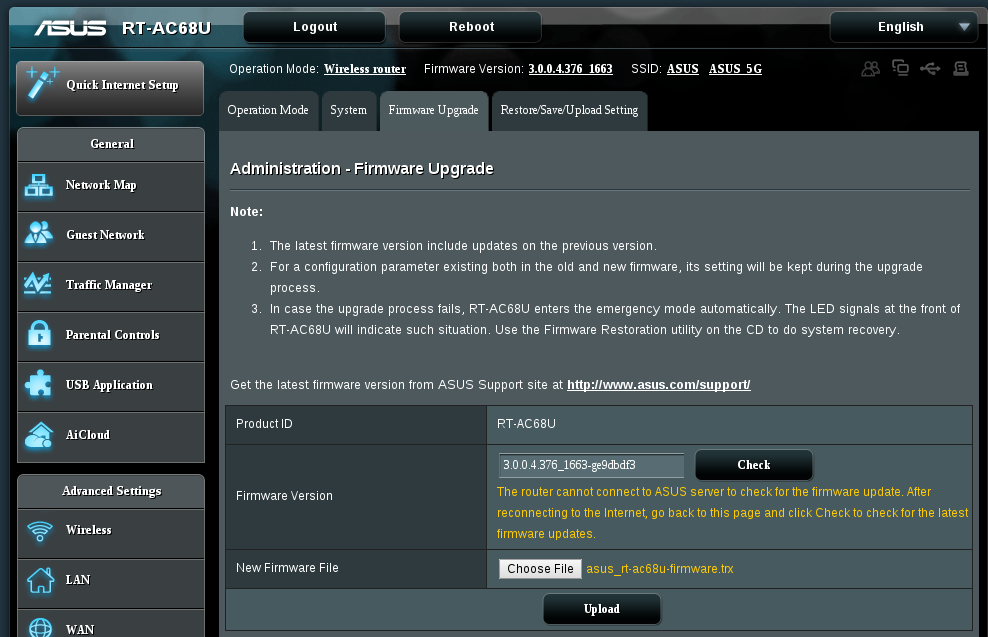 ASUS RT-AC68U Logout Reboot English
Quick Internet Setup
General
Network Map
Guest Network
Traffic Manager
Parental Controls
USB Application
AiCloud
Advanced Settings
Wireless
LAN
WAN
Operation Mode: Wireless router Firmware Version: 3.0.0.4.376_1663 SSID: ASUS ASUS_5G
Operation Mode System Firmware Upgrade Restore/Save/Upload Setting
Administration - Firmware Upgrade
Note:
1. The latest firmware version include updates on the previous version.
2. For a configuration parameter existing both in the old and new firmware, its setting will be kept during the upgrade
process.
3. In case the upgrade process fails, RT-AC68U enters the emergency mode automatically. The LED signals at the front of
RT-AC68U will indicate such situation. Use the Firmware Restoration utility on the CD to do system recovery.
Get the latest firmware version from ASUS Support site at http://www.asus.com/support/
Product ID RT-AC68U
Firmware Version 3.0.0.4.376_1663-ge9dbdf3 Check
The router cannot connect to ASUS server to check for the firmware update. After
reconnecting to the Internet, go back to this page and click Check to check for the latest
firmware updates.
New Firmware File Choose File asus_rt-ac68u-firmware.trx
Upload